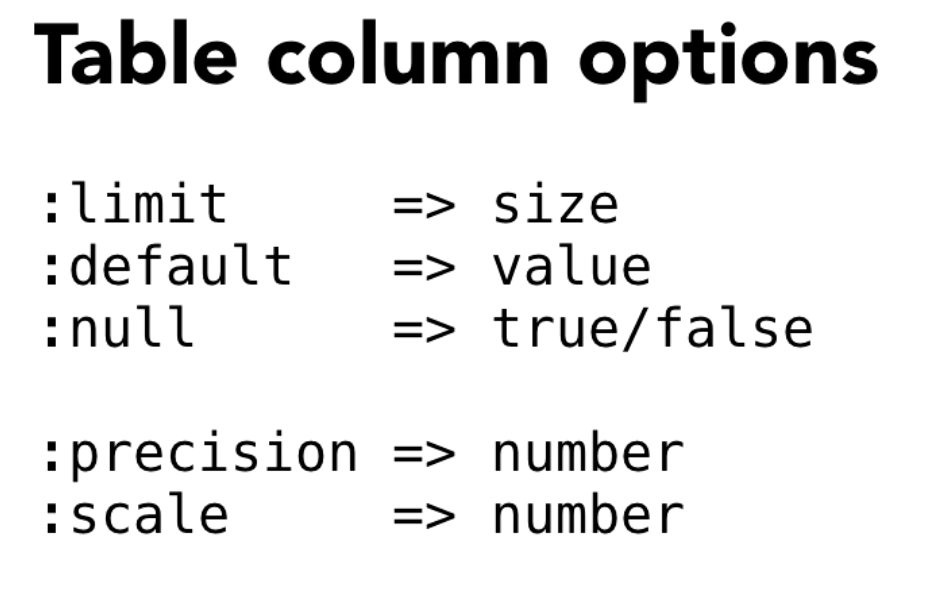 Table column options
:limit => size
:default => value
:null => true/false
:precision => number
:scale => number